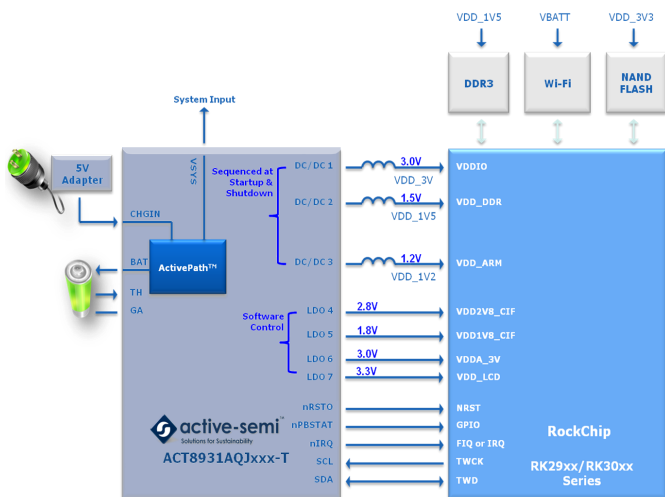 VDD_1V5
VBATT
VDD_3V3
DDR3
Wi-Fi
NAND
FLASH
System Input
5V
Adapter
VSYS
Sequenced at
Startup &
Shutdown
CHGIN
BAT
TH
GA
ActivePath™
DC/DC 1
DC/DC 2
DC/DC 3
3.0V
VDD_3V
1.5V
VDD_1V5
1.2V
VDD_1V2
VDDIO
VDD_DDR
VDD_ARM
Software
Control
LDO 4
LDO 5
LDO 6
LDO 7
2.8V
1.8V
3.0V
3.3V
VDD2V8_CIF
VDD1V8_CIF
VDDA_3V
VDD_LCD
nRSTO
nPBSTAT
nIRQ
SCL
SDA
NRST
GPIO
FIQ or IRQ
TWCK
TWD
active-semi™
Solutions for Sustainability
ACT8931AQJxxx-T
RockChip
RK29xx/RK30xx
Series